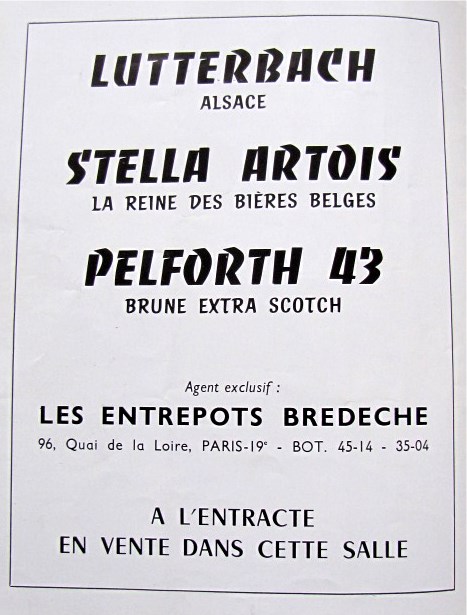 LUTTERBACH
ALSACE
STELLA ARTOIS
LA REINE DES BIÈRES BELGES
PELFORTH 43
BRUNE EXTRA SCOTCH
Agent exclusif :
LES ENTREPOTS BREDECHE
96, Quai de la Loire, PARIS-19e - BOT. 45-14 - 35-04
A L'ENTRACTE
EN VENTE DANS CETTE SALLE